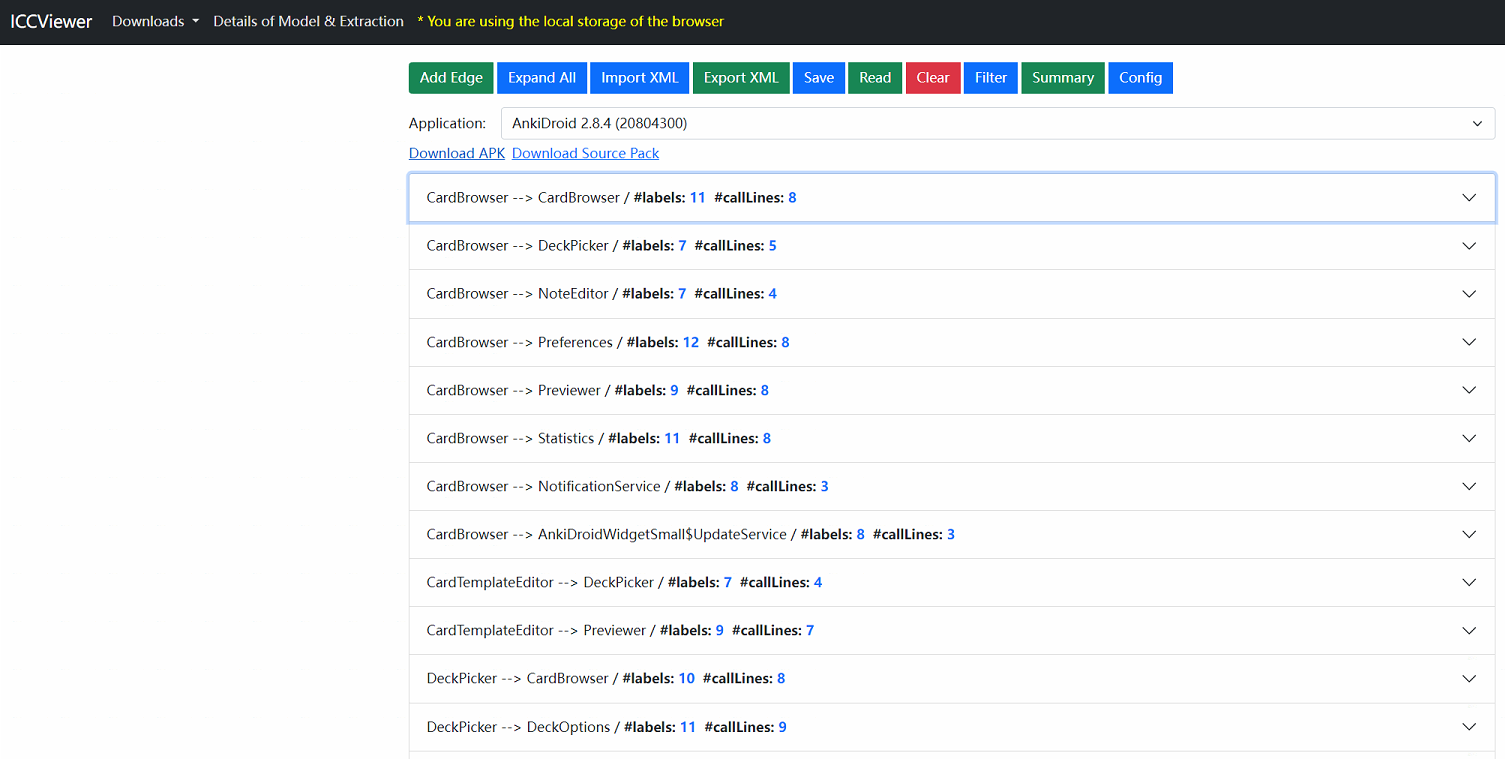 ICCViewer Downloads Details of Model & Extraction * You are using the local storage of the browser
Add Edge Expand All Import XML Export XML Save Read Clear Filter Summary Config
Application: AnkiDroid 2.8.4 (20804300)
Download APK Download Source Pack
CardBrowser --> CardBrowser / #labels: 11 #callLines: 8
CardBrowser --> DeckPicker / #labels: 7 #callLines: 5
CardBrowser --> NoteEditor / #labels: 7 #callLines: 4
CardBrowser --> Preferences / #labels: 12 #callLines: 8
CardBrowser --> Previewer / #labels: 9 #callLines: 8
CardBrowser --> Statistics / #labels: 11 #callLines: 8
CardBrowser --> NotificationService / #labels: 8 #callLines: 3
CardBrowser --> AnkiDroidWidgetSmall$UpdateService / #labels: 8 #callLines: 3
CardTemplateEditor --> DeckPicker / #labels: 7 #callLines: 4
CardTemplateEditor --> Previewer / #labels: 9 #callLines: 7
DeckPicker --> CardBrowser / #labels: 10 #callLines: 8
DeckPicker --> DeckOptions / #labels: 11 #callLines: 9